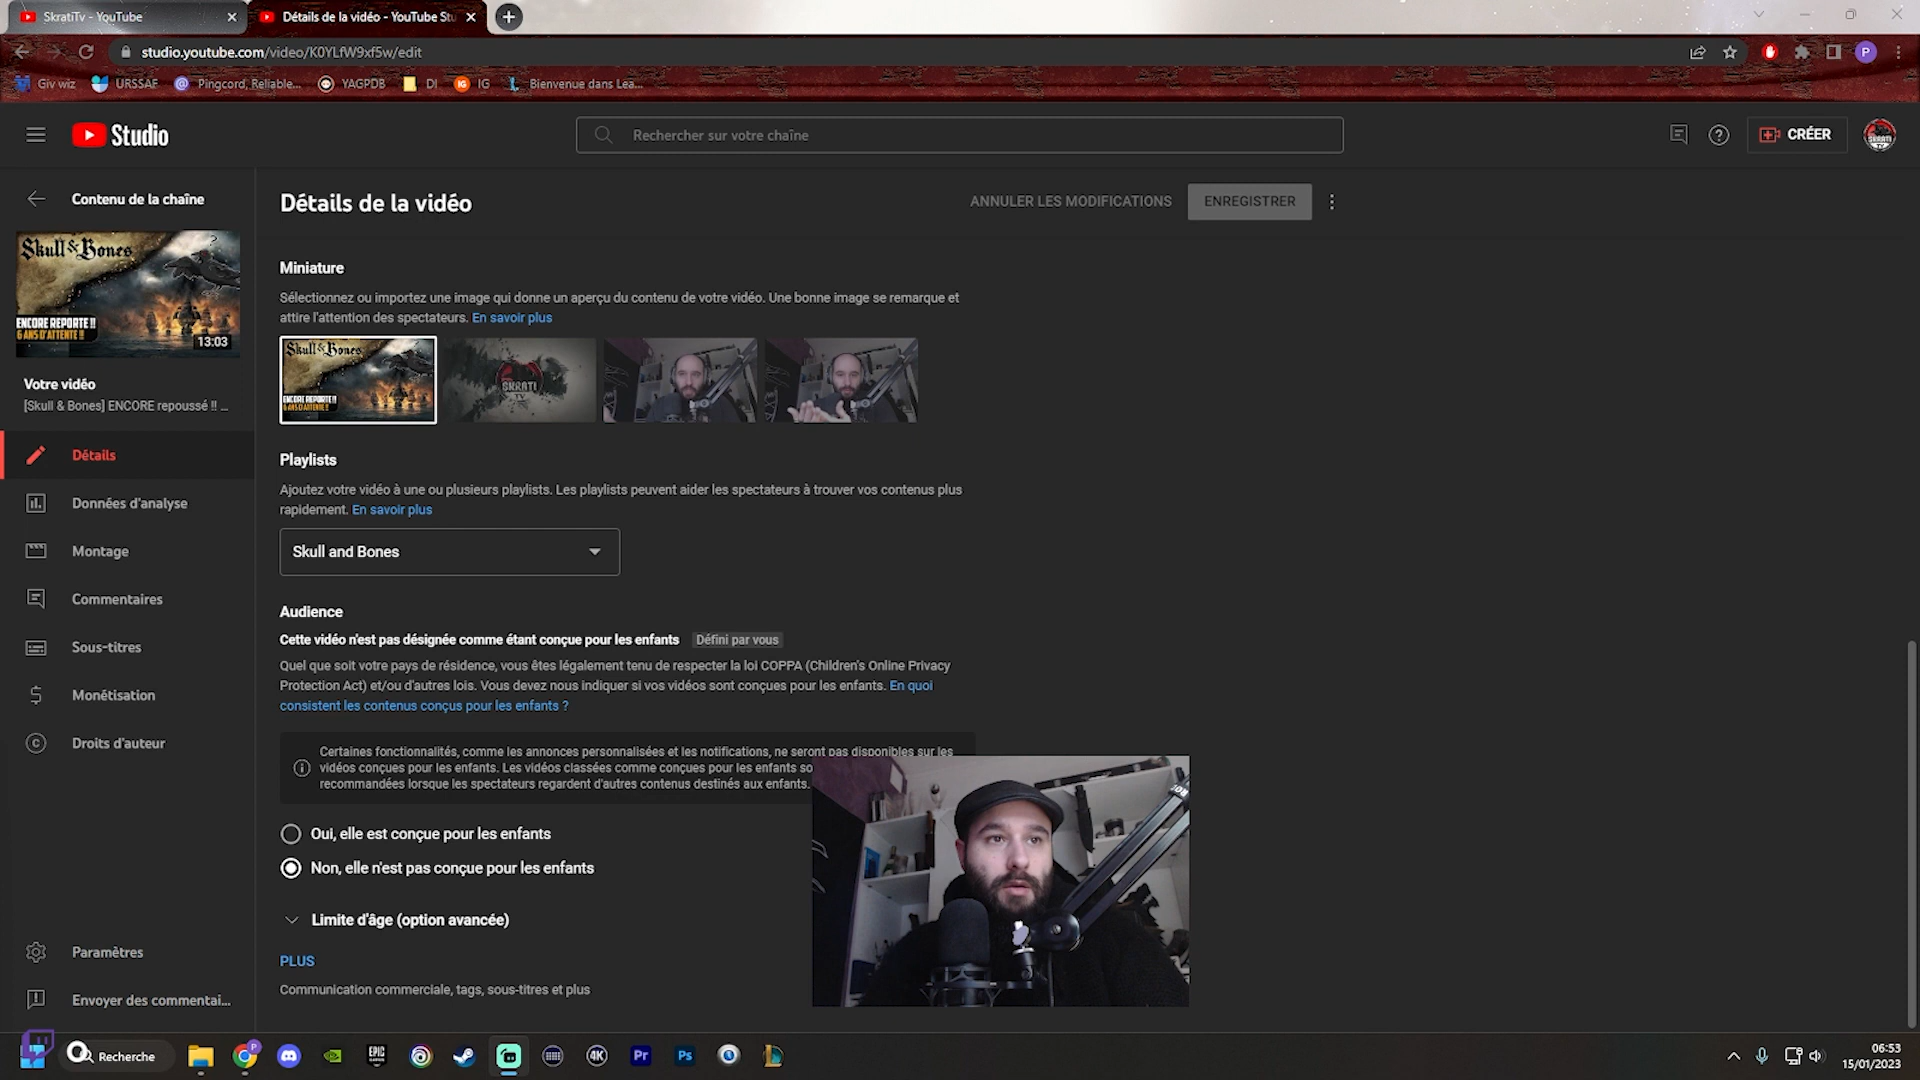 SkratiTv - YouTube
Détails de la vidéo - YouTube Stu
studio.youtube.com/video/K0YLfW9xf5w/edit
Giv wiz
URSSAF
Pingcord, Reliable...
YAGPDB
DI
IG
Bienvenue dans Lea...
Studio
Rechercher sur votre chaîne
CRÉER
Contenu de la chaîne
Skull & Bones
ENCORE REPORTÉ !!
6 ANS D'ATTENTE !!
13:03
Votre vidéo
[Skull & Bones] ENCORE repoussé !! ...
Détails
Données d'analyse
Montage
Commentaires
Sous-titres
Monétisation
Droits d'auteur
Paramètres
Envoyer des commentai...
Détails de la vidéo
ANNULER LES MODIFICATIONS
ENREGISTRER
Miniature
Sélectionnez ou importez une image qui donne un aperçu du contenu de votre vidéo. Une bonne image se remarque et
attire l'attention des spectateurs. En savoir plus
Skull & Bones
ENCORE REPORTÉ !!
6 ANS D'ATTENTE !!
SKRATI
TV
Playlists
Ajoutez votre vidéo à une ou plusieurs playlists. Les playlists peuvent aider les spectateurs à trouver vos contenus plus
rapidement. En savoir plus
Skull and Bones
Audience
Cette vidéo n'est pas désignée comme étant conçue pour les enfants Défini par vous
Quel que soit votre pays de résidence, vous êtes légalement tenu de respecter la loi COPPA (Children's Online Privacy
Protection Act) et/ou d'autres lois. Vous devez nous indiquer si vos vidéos sont conçues pour les enfants. En quoi
consistent les contenus conçus pour les enfants ?
Certaines fonctionnalités, comme les annonces personnalisées et les notifications, ne seront pas disponibles sur les
vidéos conçues pour les enfants. Les vidéos classées comme conçues pour les enfants so
recommandées lorsque les spectateurs regardent d'autres contenus destinés aux enfants.
Oui, elle est conçue pour les enfants
Non, elle n'est pas conçue pour les enfants
Limite d'âge (option avancée)
PLUS
Communication commerciale, tags, sous-titres et plus
Recherche
EPIC
4K
Pr
Ps
06:53
15/01/2023